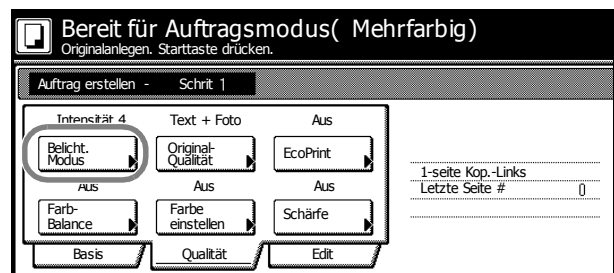 Bereit für Auftragsmodus( Mehrfarbig)
Originalanlegen. Starttaste drücken.
Auftrag erstellen - Schrit 1
Intensität 4 Text + Foto Aus
Belicht. Modus
Original-Qualität
EcoPrint
1-seite Kop.-Links
Letzte Seite # 0
Aus Aus Aus
Farb-Balance
Farbe einstellen
Schärfe
Basis Qualität Edit